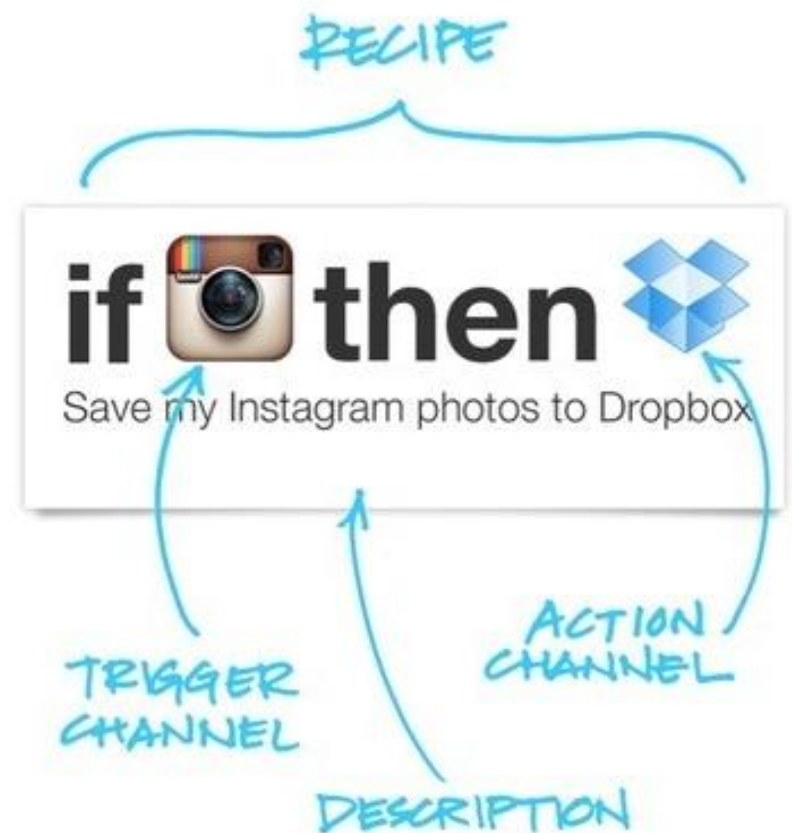 RECIPE
if then
Save my Instagram photos to Dropbox
TRIGGER
CHANNEL
ACTION
CHANNEL
DESCRIPTION